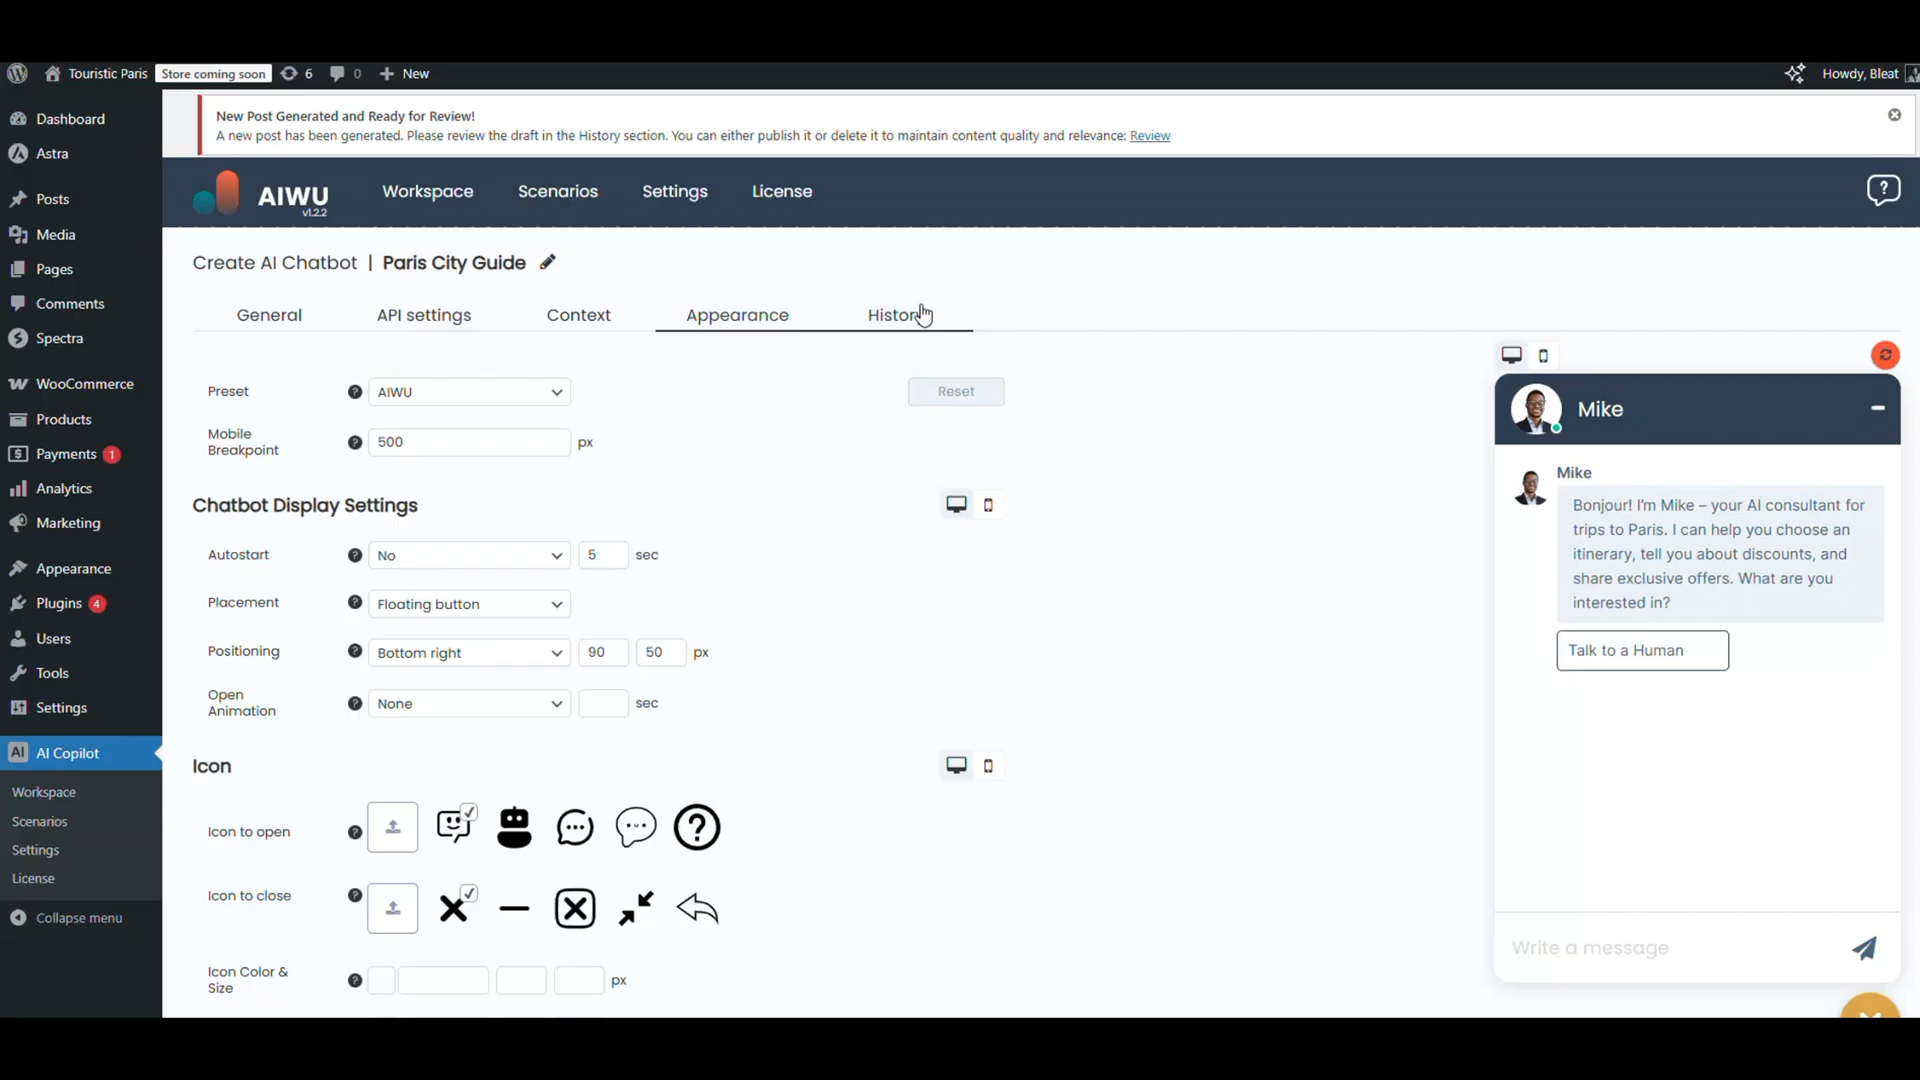 Touristic Paris
Store coming soon
6
0
New
Howdy, Bleat
Dashboard
Astra
Posts
Media
Pages
Comments
Spectra
WooCommerce
Products
Payments 1
Analytics
Marketing
Appearance
Plugins 4
Users
Tools
Settings
AI AI Copilot
Workspace
Scenarios
Settings
License
Collapse menu
New Post Generated and Ready for Review!
A new post has been generated. Please review the draft in the History section. You can either publish it or delete it to maintain content quality and relevance: Review
AIWU
v1.2.2
Workspace
Scenarios
Settings
License
Create AI Chatbot | Paris City Guide
General
API settings
Context
Appearance
History
Preset
AIWU
Reset
Mobile
Breakpoint
500
px
Chatbot Display Settings
Autostart
No
5
sec
Placement
Floating button
Positioning
Bottom right
90
50
px
Open
Animation
None
sec
Icon
Icon to open
Icon to close
Icon Color &
Size
px
Mike
Mike
Bonjour! I'm Mike – your AI consultant for
trips to Paris. I can help you choose an
itinerary, tell you about discounts, and
share exclusive offers. What are you
interested in?
Talk to a Human
Write a message